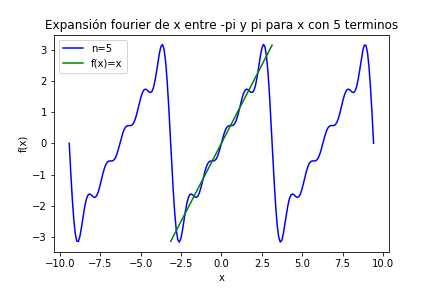 Expansión fourier de x entre -pi y pi para x con 5 terminos
n=5
f(x)=x
3
2
1
0
−1
−2
−3
f(x)
−10.0 −7.5 −5.0 −2.5 0.0 2.5 5.0 7.5 10.0
x